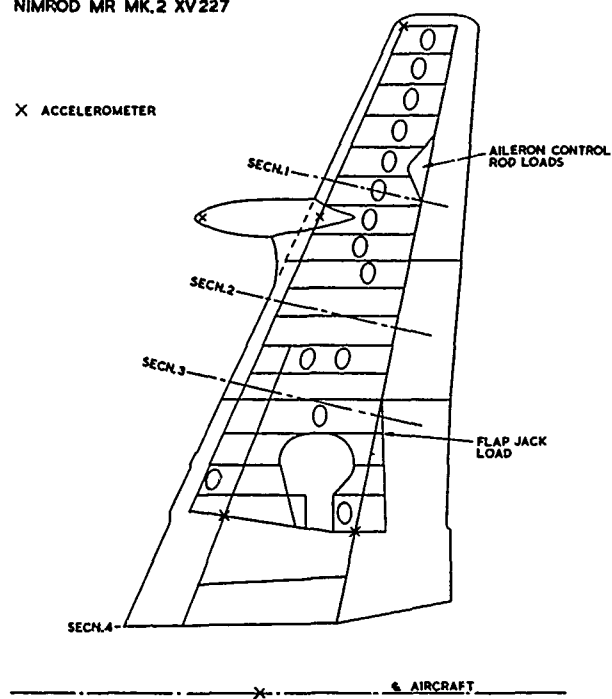 NIMROD MR MK.2 XV227
X ACCELEROMETER
AILERON CONTROL
ROD LOADS
SECN.1
SECN.2
SECN.3
FLAP JACK
LOAD
SECN.4
℄ AIRCRAFT